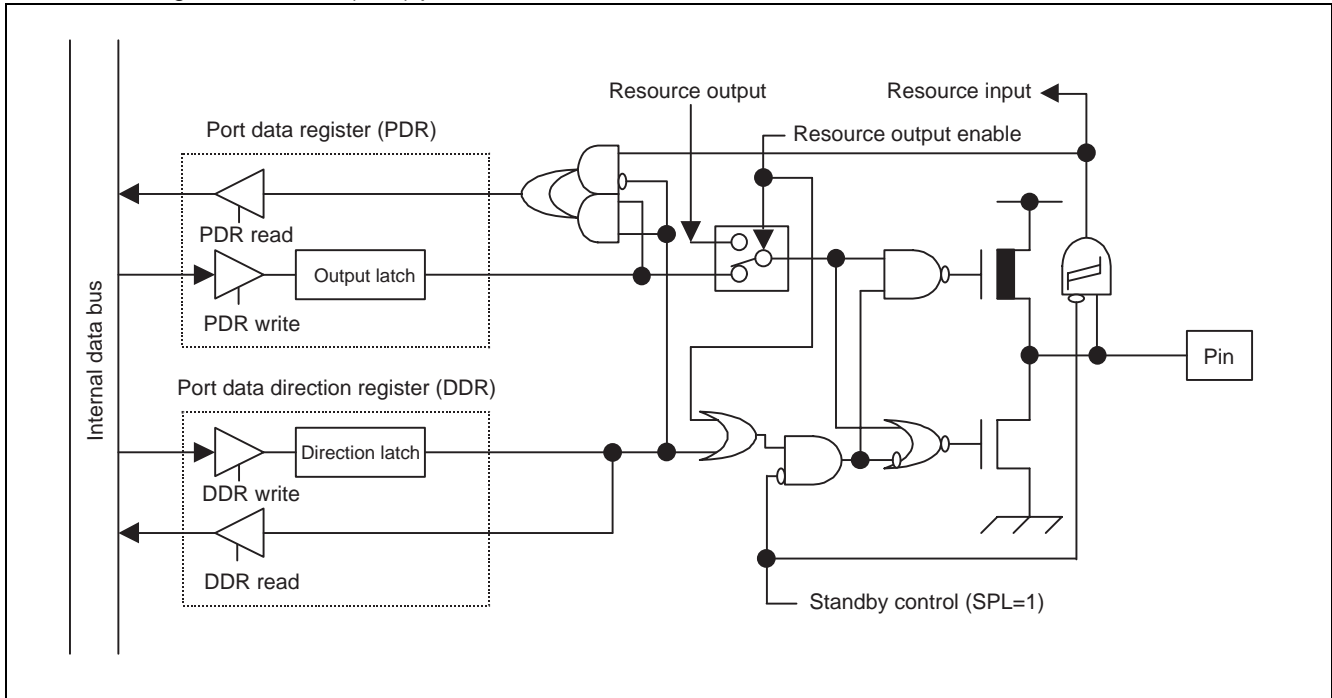 Resource output
Resource input
Port data register (PDR)
Resource output enable
PDR read
Output latch
PDR write
Internal data bus
Pin
Port data direction register (DDR)
Direction latch
DDR write
DDR read
Standby control (SPL=1)